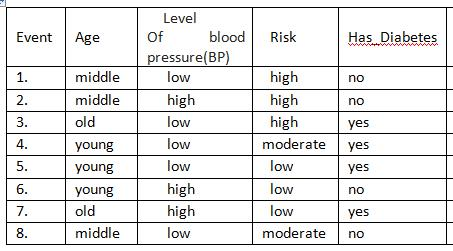 Event Age Level Of blood pressure(BP) Risk Has_Diabetes
1. middle low high no
2. middle high high no
3. old low high yes
4. young low moderate yes
5. young low low yes
6. young high low no
7. old high low yes
8. middle low moderate no